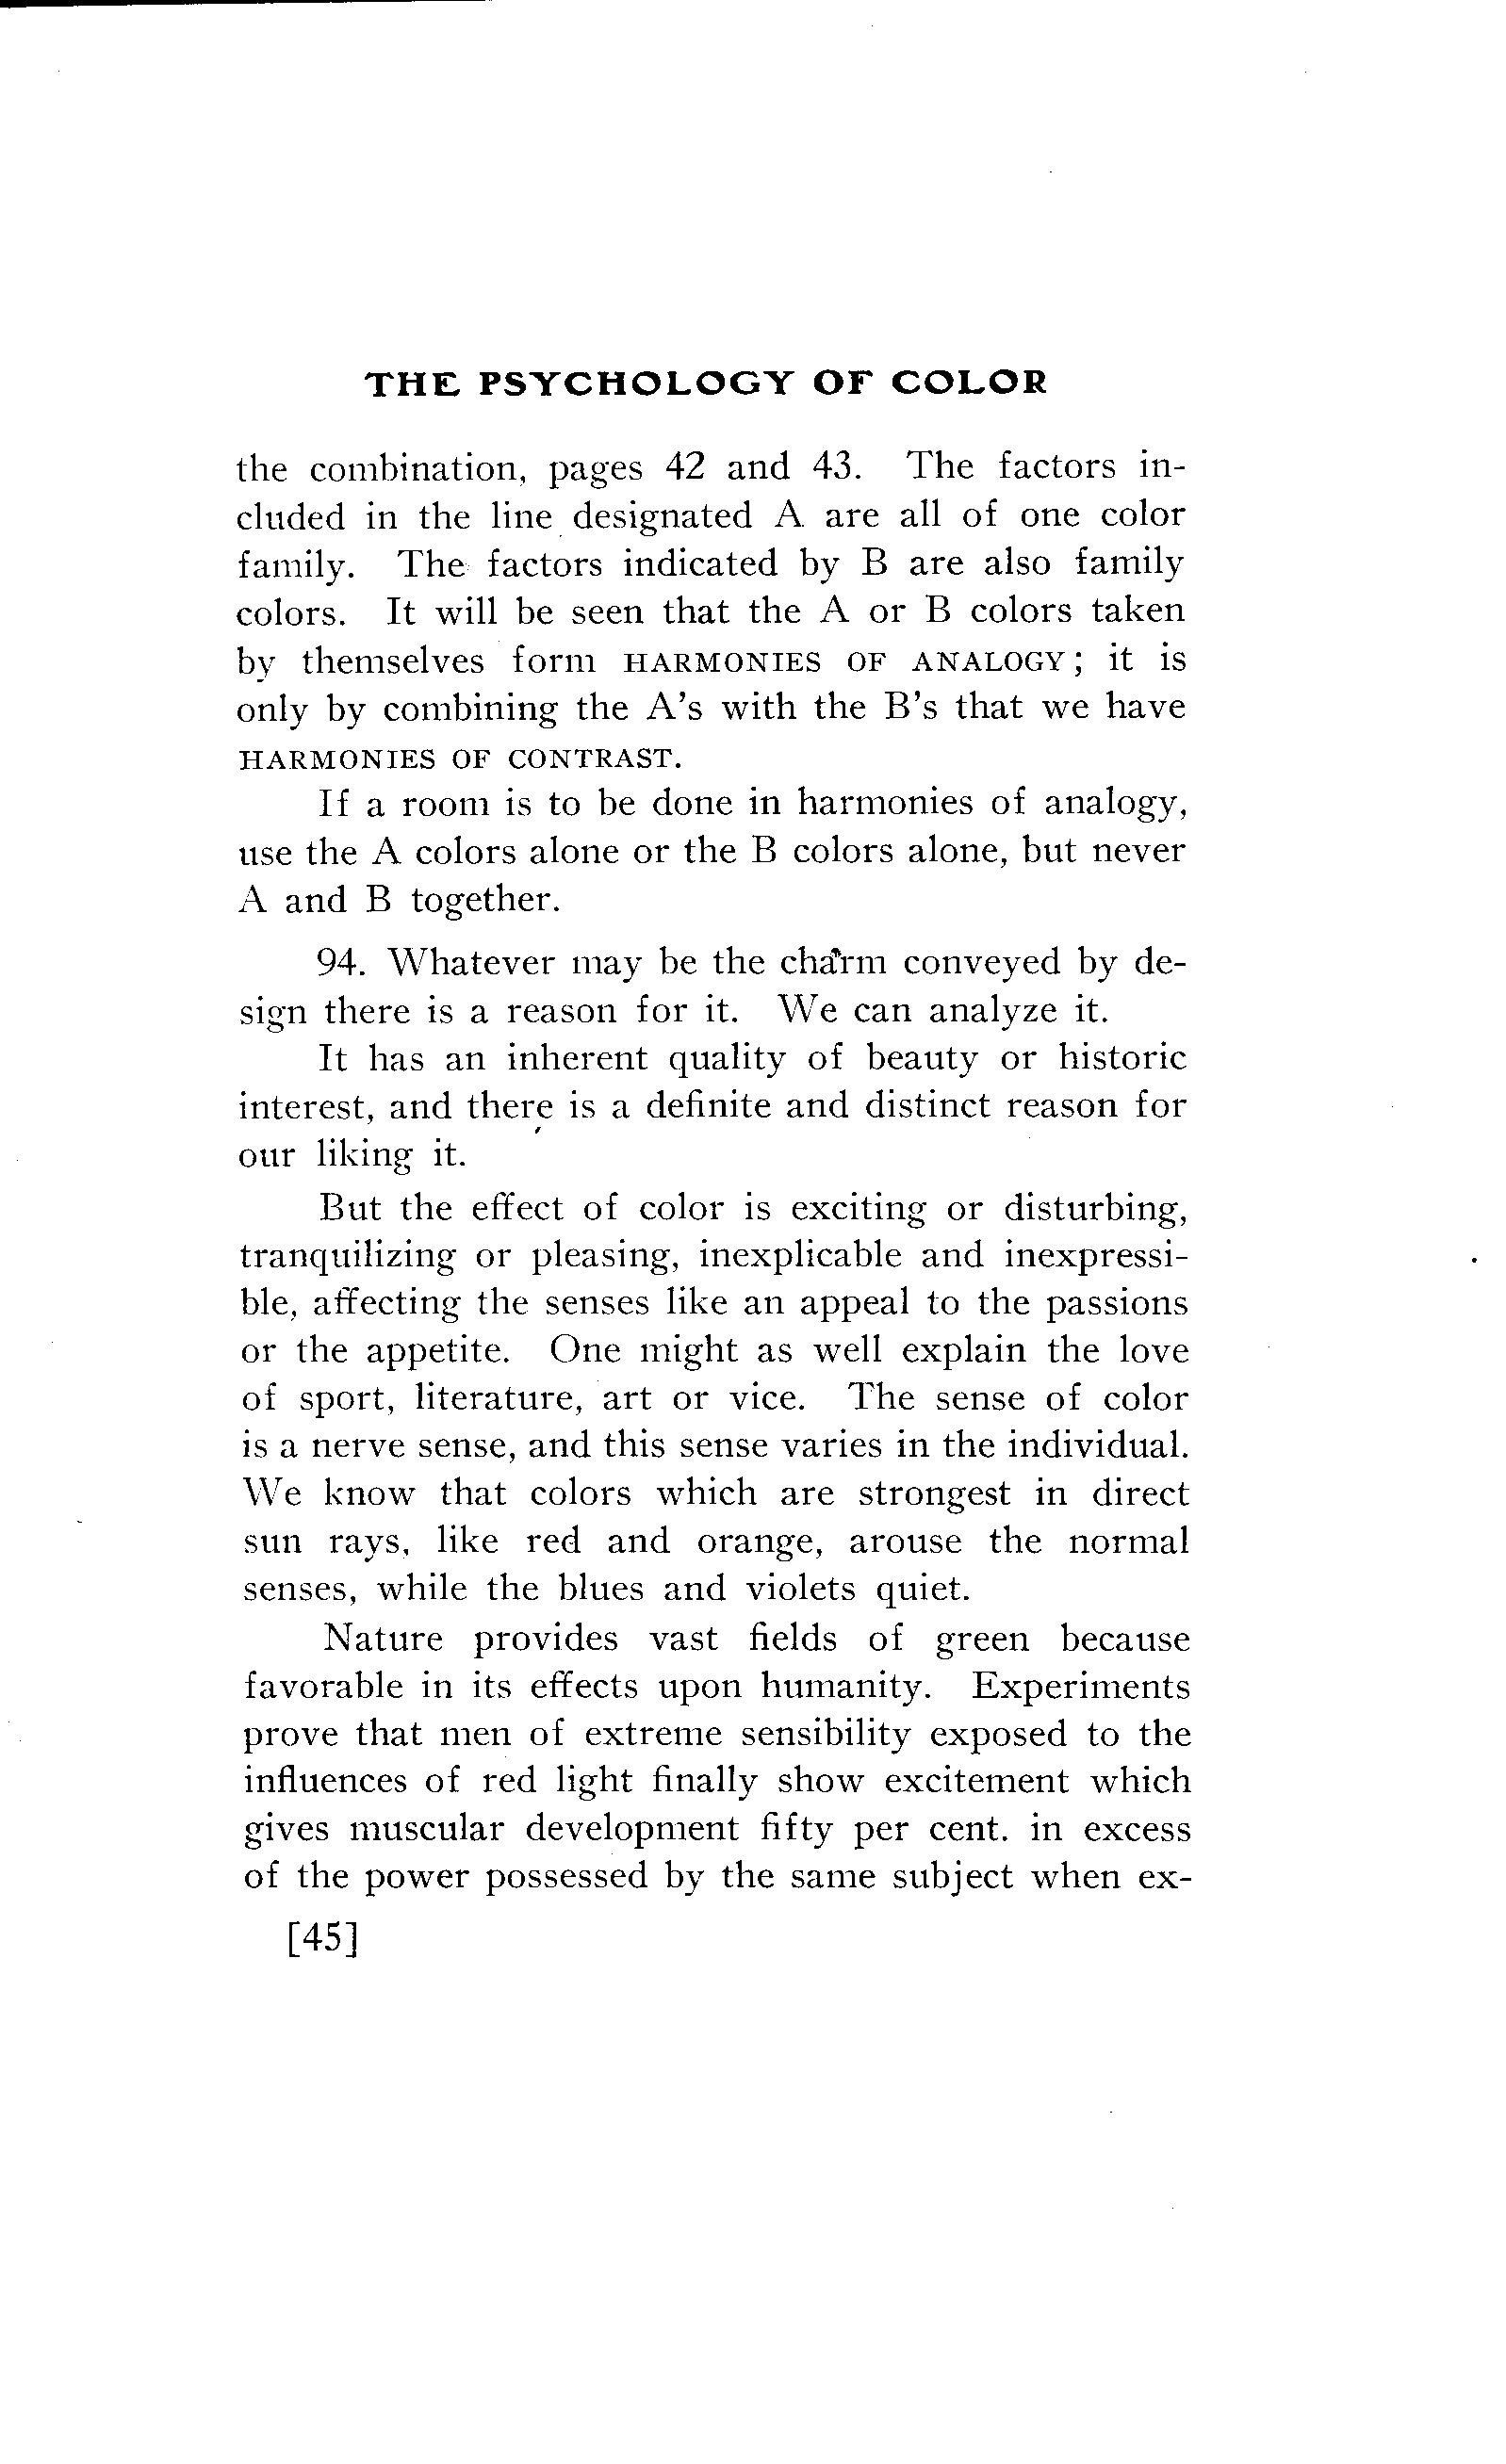 THE PSYCHOLOGY OF COLOR
the combination, pages 42 and 43. The factors in-
cluded in the line designated A are all of one color
family. The factors indicated by B are also family
colors. It will be seen that the A or B colors taken
by themselves form HARMONIES OF ANALOGY; it is
only by combining the A's with the B's that we have
HARMONIES OF CONTRAST.
If a room is to be done in harmonies of analogy,
use the A colors alone or the B colors alone, but never
A and B together.
94. Whatever may be the charm conveyed by de-
sign there is a reason for it. We can analyze it.
It has an inherent quality of beauty or historic
interest, and there is a definite and distinct reason for
our liking it.
But the effect of color is exciting or disturbing,
tranquilizing or pleasing, inexplicable and inexpressi-
ble, affecting the senses like an appeal to the passions
or the appetite. One might as well explain the love
of sport, literature, art or vice. The sense of color
is a nerve sense, and this sense varies in the individual.
We know that colors which are strongest in direct
sun rays, like red and orange, arouse the normal
senses, while the blues and violets quiet.
Nature provides vast fields of green because
favorable in its effects upon humanity. Experiments
prove that men of extreme sensibility exposed to the
influences of red light finally show excitement which
gives muscular development fifty per cent. in excess
of the power possessed by the same subject when ex-
[45]